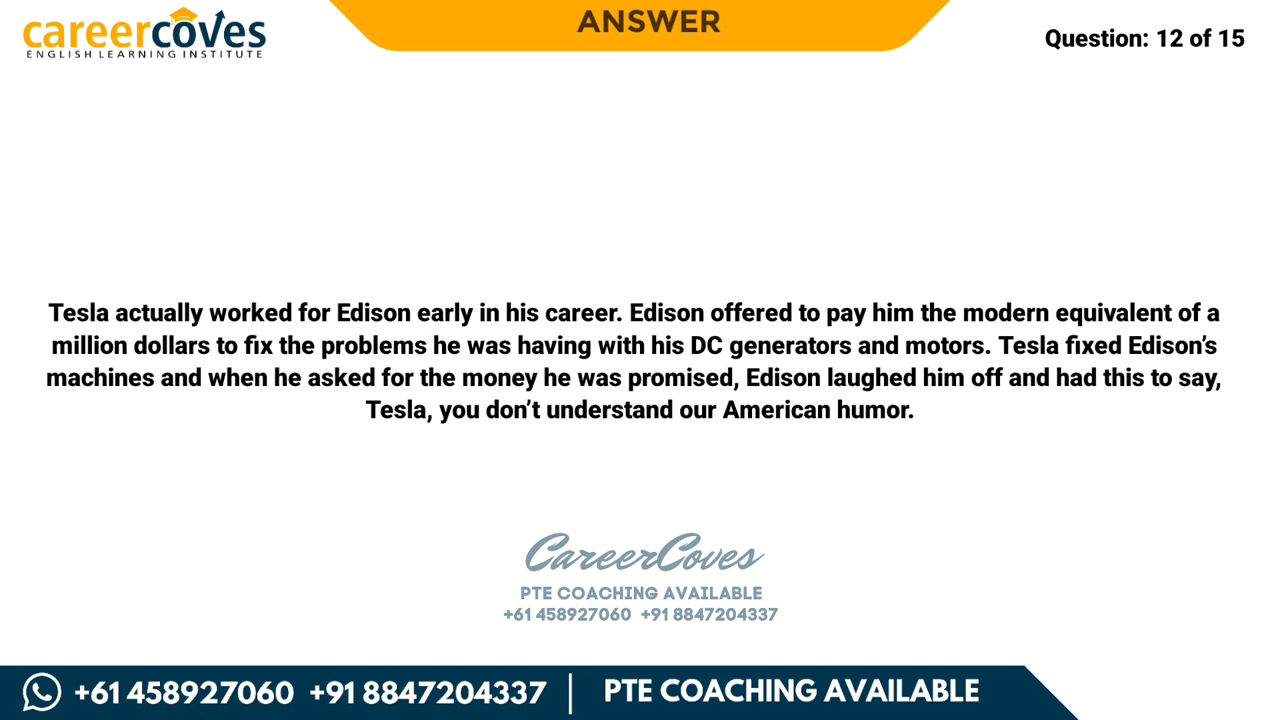 careercoves
ENGLISH LEARNING INSTITUTE
ANSWER
Question: 12 of 15
Tesla actually worked for Edison early in his career. Edison offered to pay him the modern equivalent of a
million dollars to fix the problems he was having with his DC generators and motors. Tesla fixed Edison’s
machines and when he asked for the money he was promised, Edison laughed him off and had this to say,
Tesla, you don’t understand our American humor.
CareerCoves
PTE COACHING AVAILABLE
+61 458927060 +91 8847204337
+61 458927060 +91 8847204337 | PTE COACHING AVAILABLE